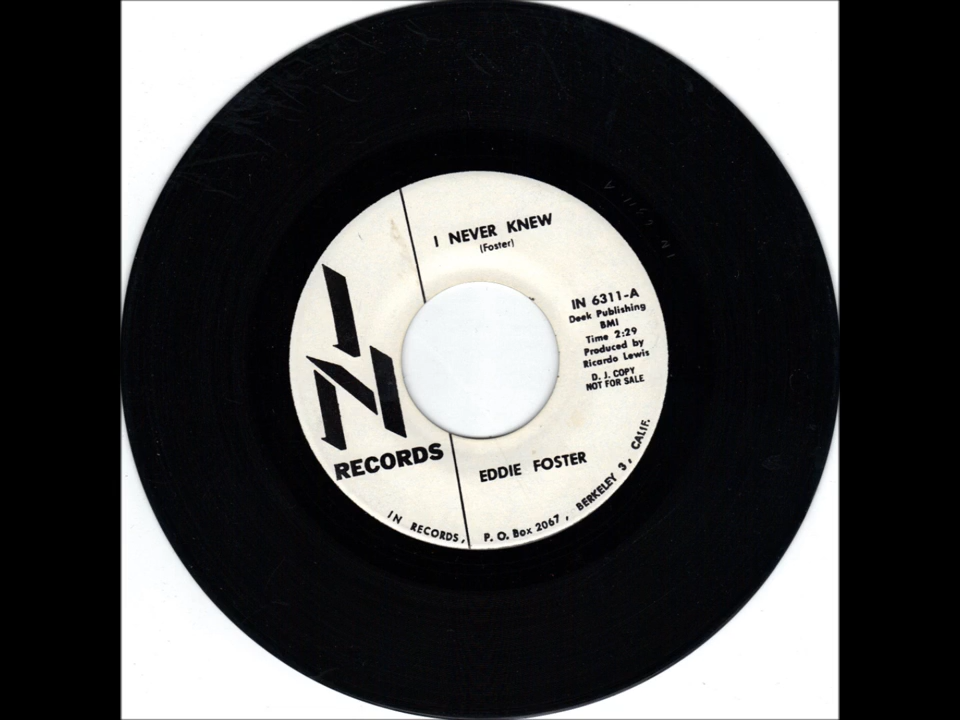 I NEVER KNEW
(Foster)
IN
RECORDS
IN 6311-A
Deek Publishing
BMI
Time 2:29
Produced by
Ricardo Lewis
D. J. COPY
NOT FOR SALE
EDDIE FOSTER
IN RECORDS, P. O. Box 2067, BERKELEY 3, CALIF.